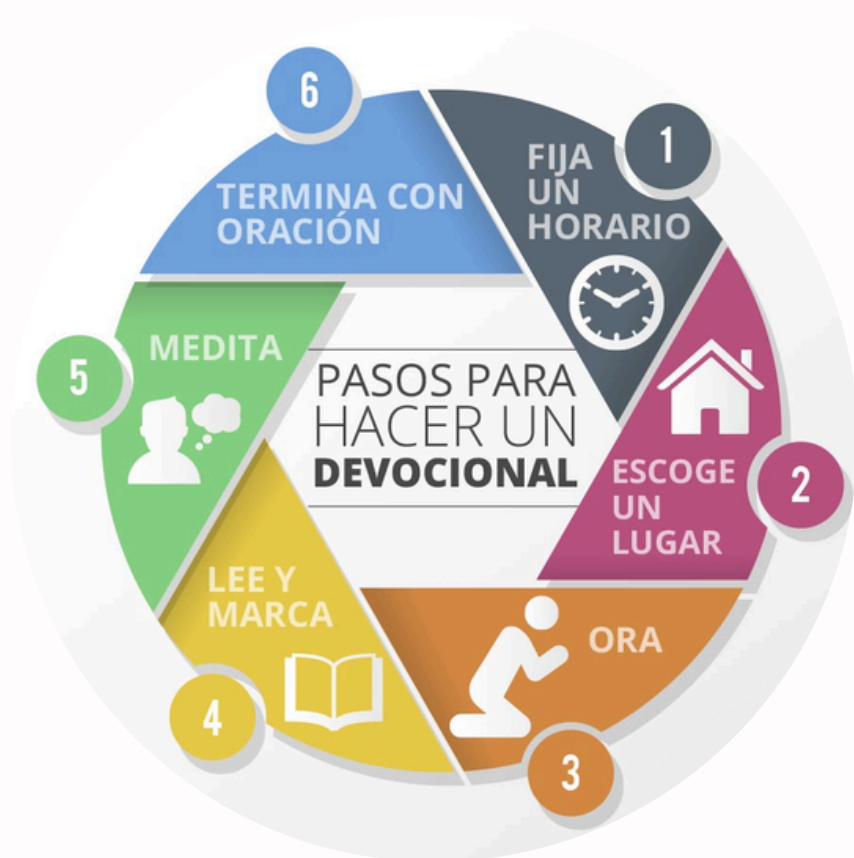 PASOS PARA
HACER UN
DEVOCIONAL
1
FIJA
UN
HORARIO
2
ESCOGE
UN
LUGAR
3
ORA
4
LEE Y
MARCA
5
MEDITA
6
TERMINA CON
ORACIÓN